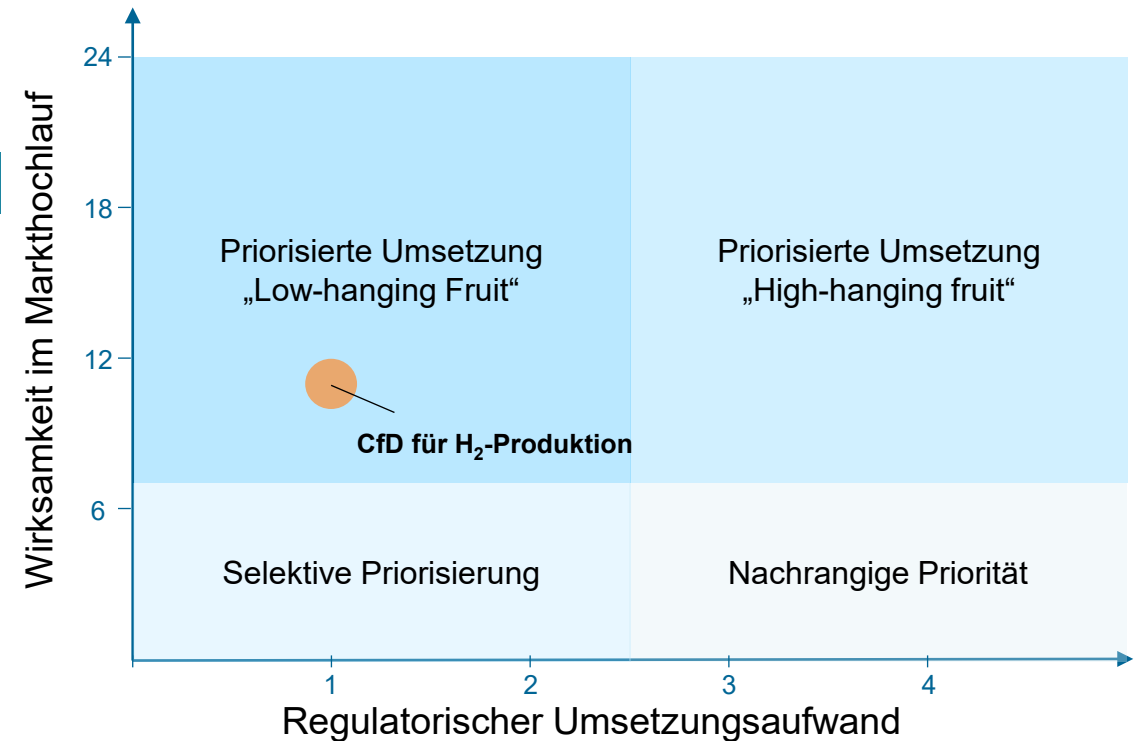 Wirksamkeit im Markthochlauf
24
18
12
6
Priorisierte Umsetzung
„Low-hanging Fruit“
Priorisierte Umsetzung
„High-hanging fruit“
CfD für H₂-Produktion
Selektive Priorisierung
Nachrangige Priorität
1
2
3
4
Regulatorischer Umsetzungsaufwand